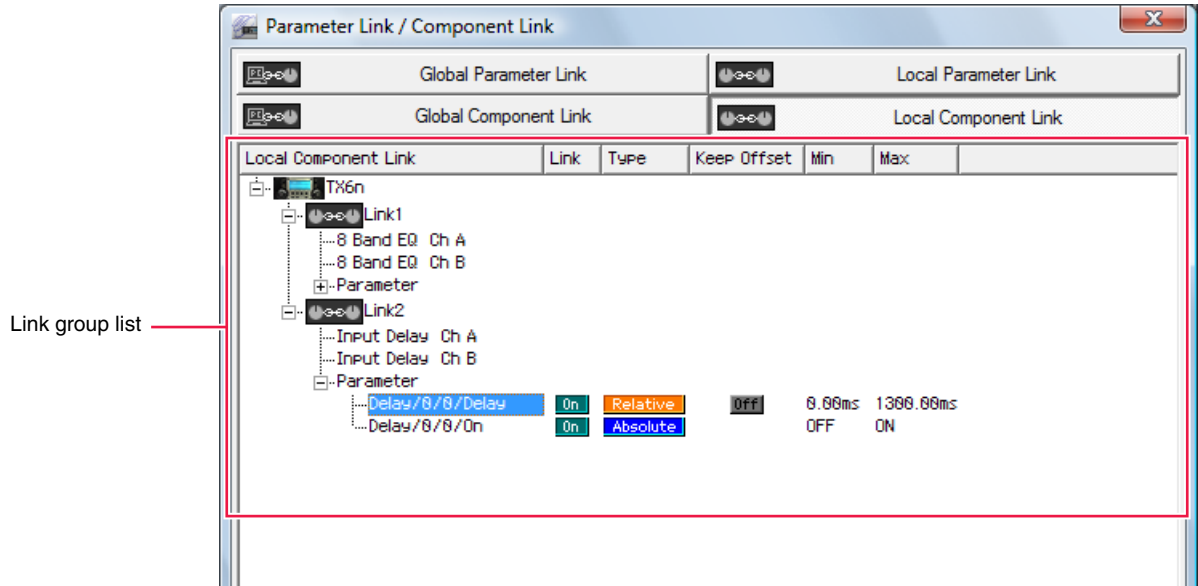 Parameter Link / Component Link
Global Parameter Link
Local Parameter Link
Global Component Link
Local Component Link
Local Component Link Link Type Keep Offset Min Max
TX6n
Link1
8 Band EQ Ch A
8 Band EQ Ch B
Parameter
Link2
Link group list
Input Delay Ch A
Input Delay Ch B
Parameter
Delay/0/0/Delay On Relative Off 0.00ms 1300.00ms
Delay/0/0/On On Absolute OFF ON